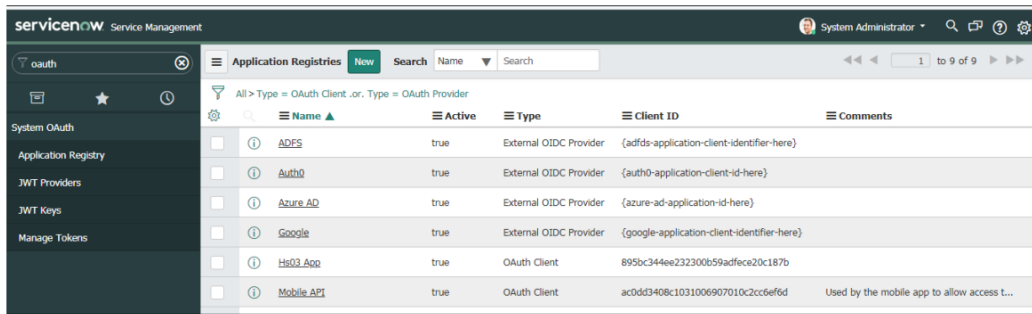 servicenow Service Management
System Administrator
oauth
Application Registries New Search Name Search 1 to 9 of 9
All > Type = OAuth Client .or. Type = OAuth Provider
System OAuth
Application Registry
JWT Providers
JWT Keys
Manage Tokens
Name Active Type Client ID Comments
ADFS true External OIDC Provider {adfds-application-client-identifier-here}
Auth0 true External OIDC Provider {auth0-application-client-id-here}
Azure AD true External OIDC Provider {azure-ad-application-id-here}
Google true External OIDC Provider {google-application-client-identifier-here}
Hs03 App true OAuth Client 895bc344ee232300b59adfece20c187b
Mobile API true OAuth Client ac0dd3408c1031006907010c2cc6ef6d Used by the mobile app to allow access t...